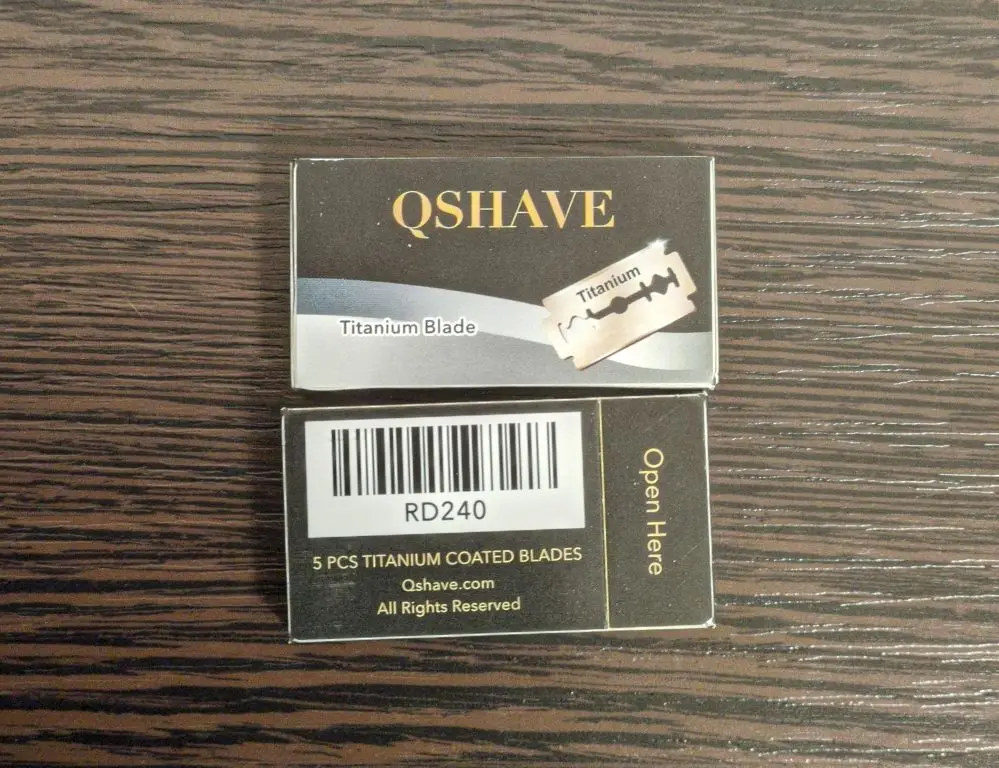 QSHAVE
Titanium
Titanium Blade
RD240
5 PCS TITANIUM COATED BLADES
Qshave.com
All Rights Reserved
Open Here